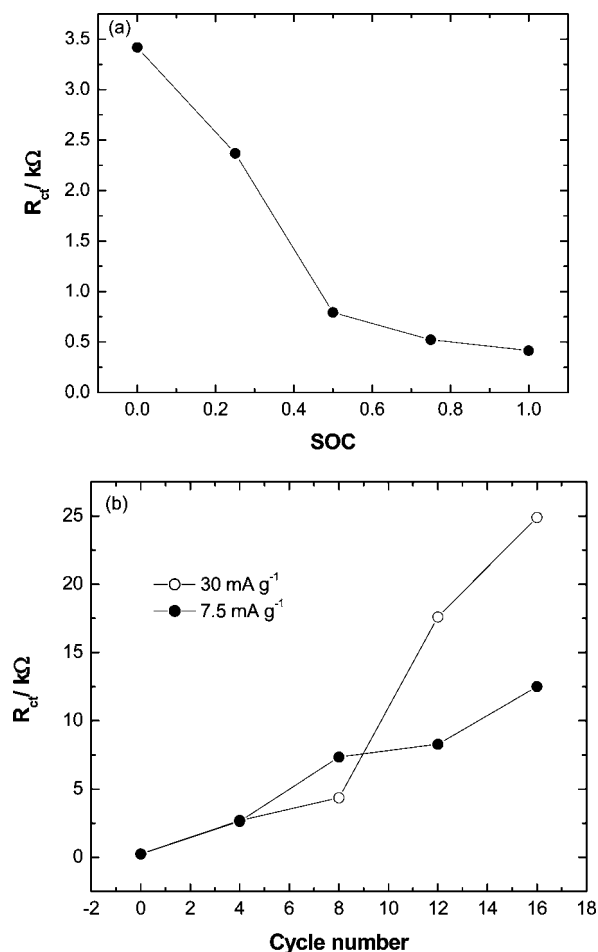 (a)
3.5
3.0
2.5
2.0
1.5
1.0
0.5
0.0
R_ct / kΩ
0.0 0.2 0.4 0.6 0.8 1.0
SOC
(b)
25
20
15
10
5
0
R_ct / kΩ
30 mA g⁻¹
7.5 mA g⁻¹
-2 0 2 4 6 8 10 12 14 16 18
Cycle number